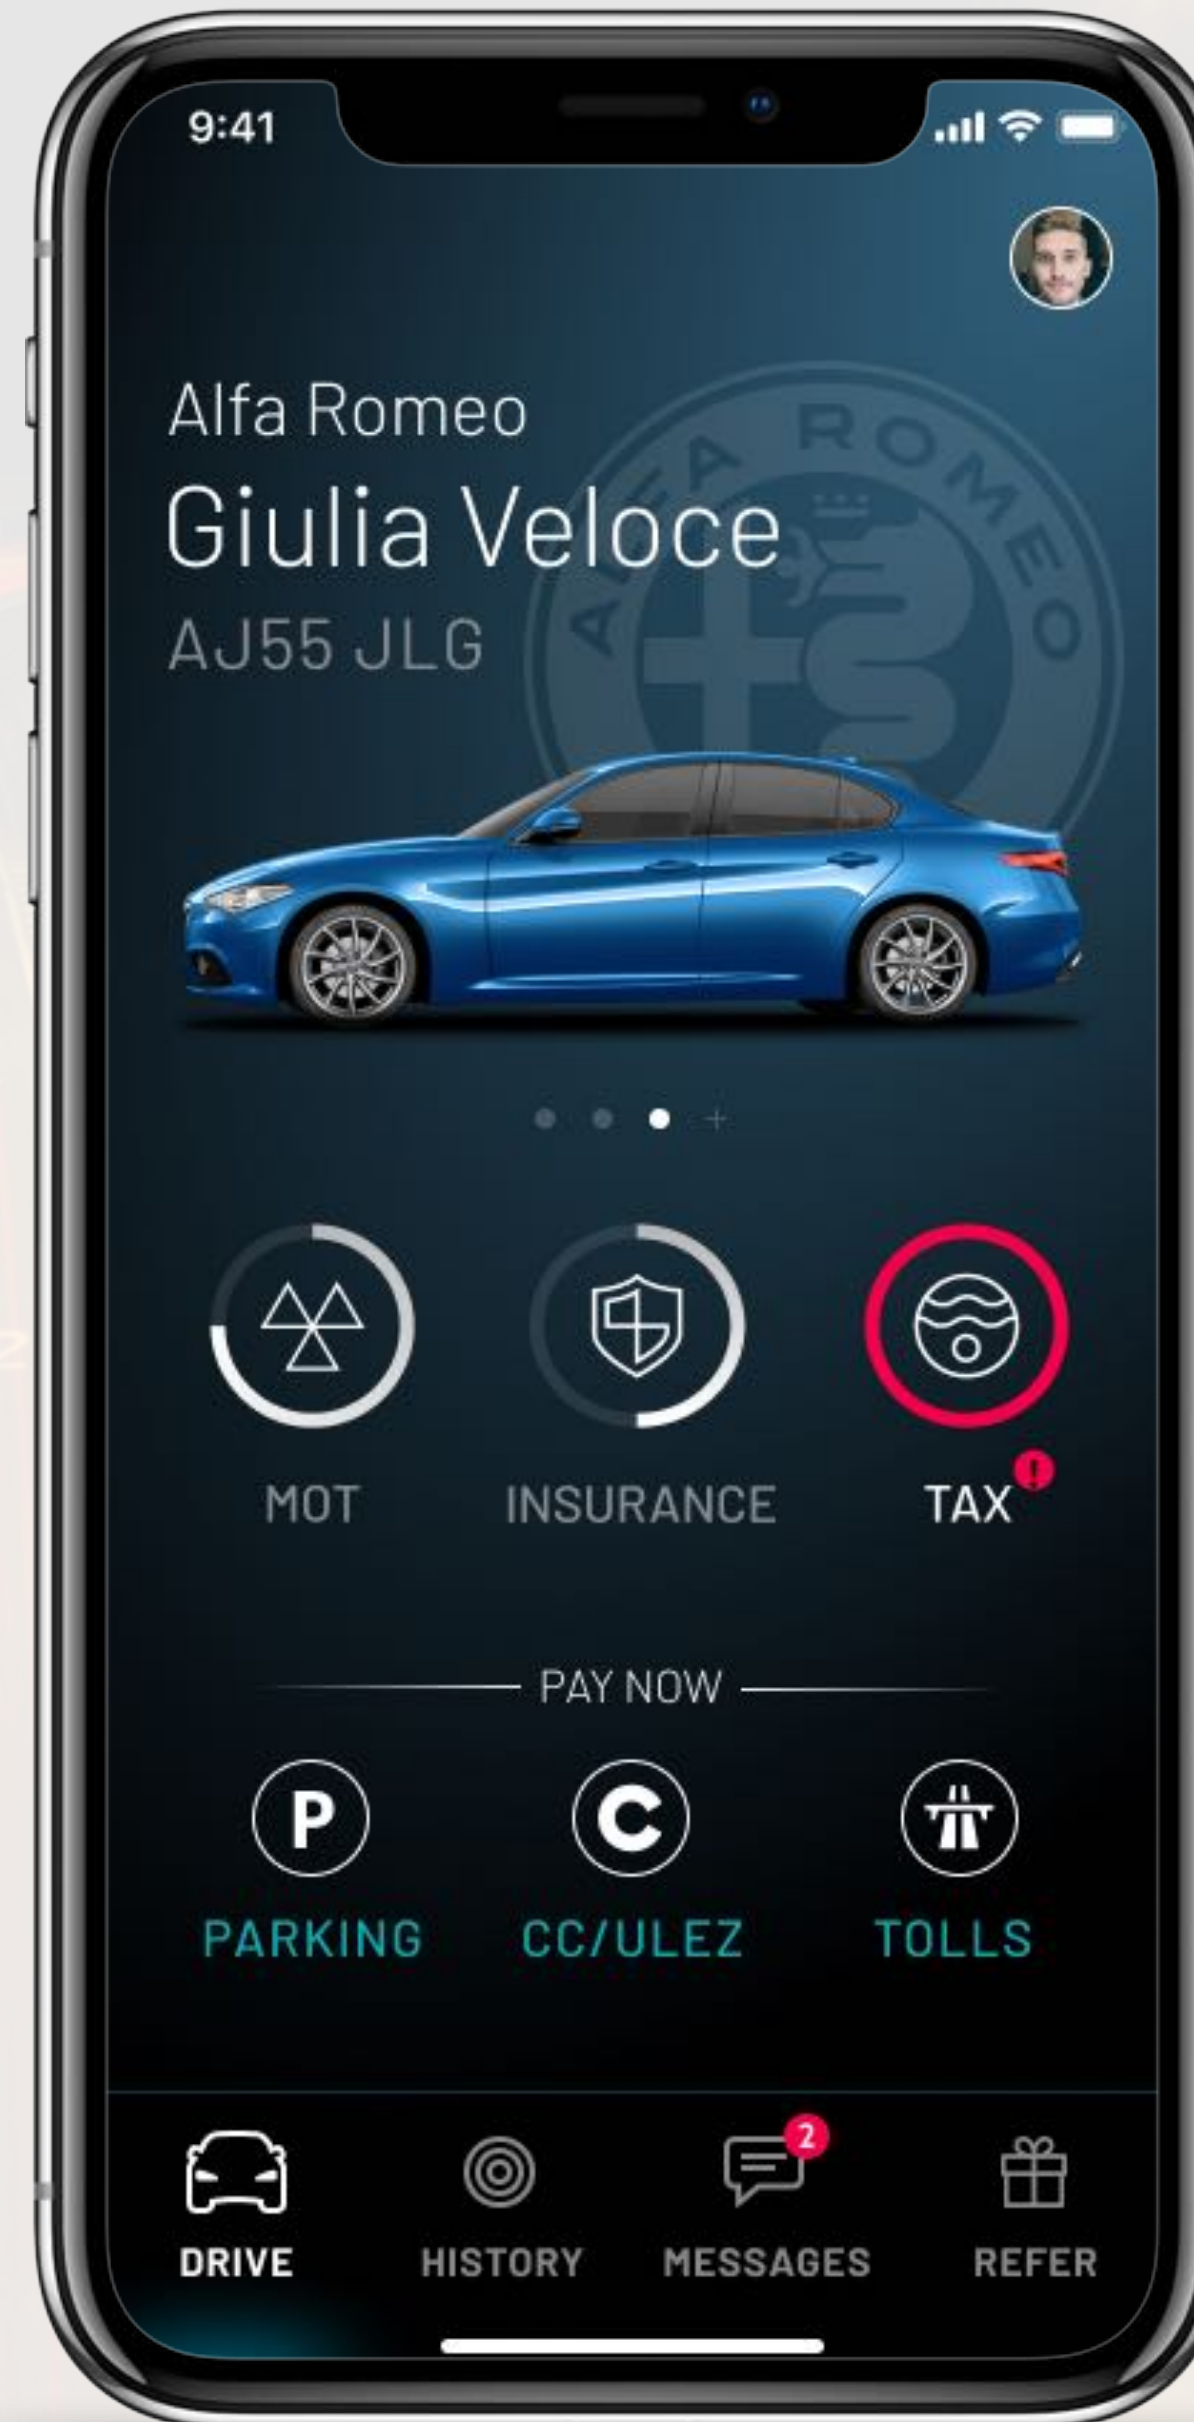 9:41
Alfa Romeo
Giulia Veloce
AJ55 JLG
ALFA ROMEO
MOT
INSURANCE
TAX
!
PAY NOW
P
C
PARKING
CC/ULEZ
TOLLS
2
DRIVE
HISTORY
MESSAGES
REFER